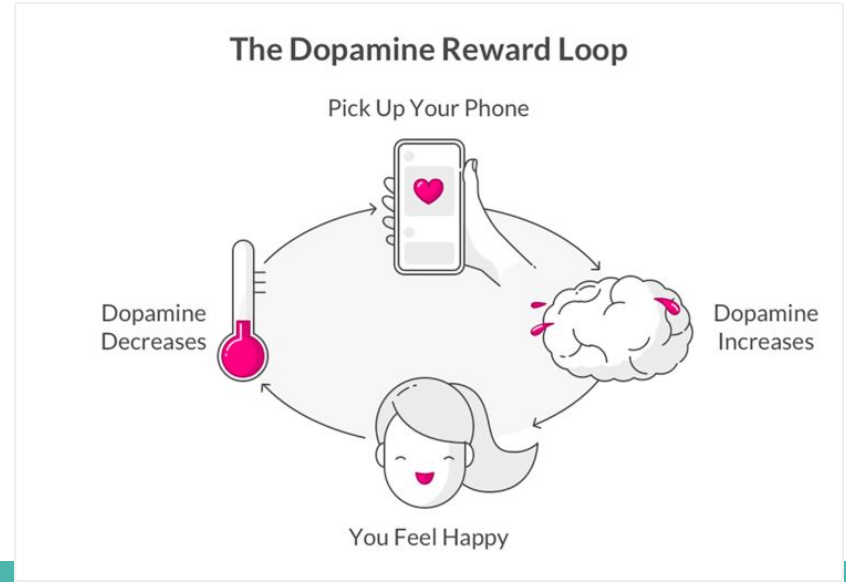 The Dopamine Reward Loop
Pick Up Your Phone
Dopamine
Increases
You Feel Happy
Dopamine
Decreases